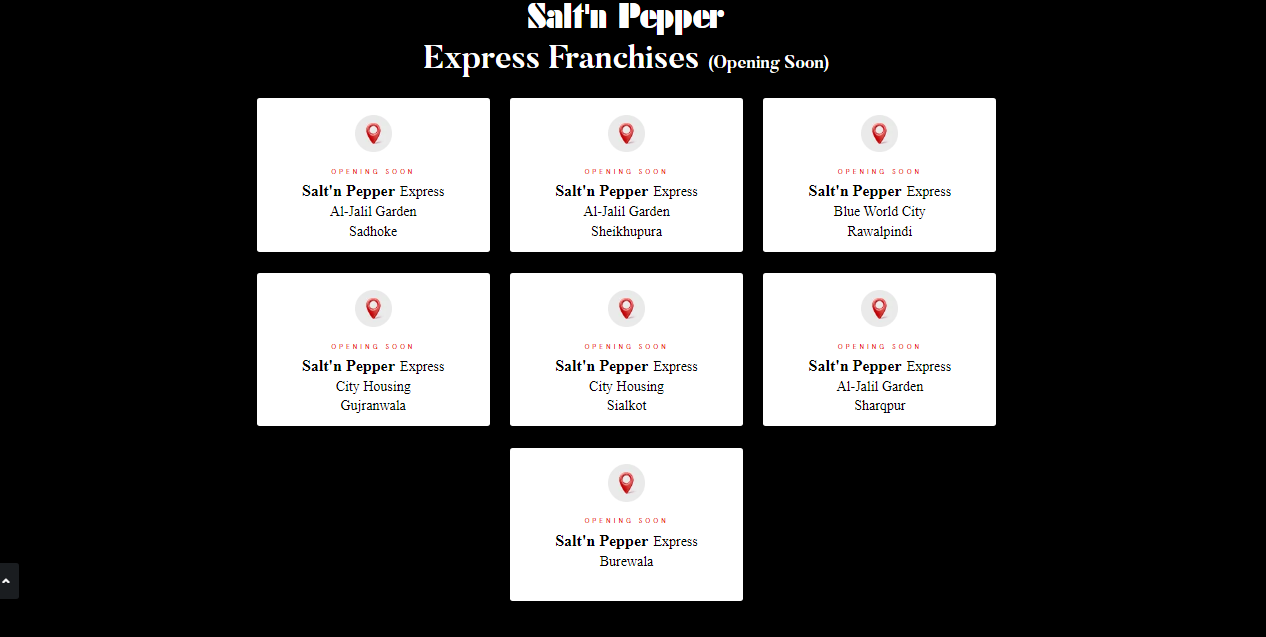 Salt'n Pepper
Express Franchises (Opening Soon)
OPENING SOON
Salt'n Pepper Express
Al-Jalil Garden
Sadhoke
OPENING SOON
Salt'n Pepper Express
Al-Jalil Garden
Sheikhupura
OPENING SOON
Salt'n Pepper Express
Blue World City
Rawalpindi
OPENING SOON
Salt'n Pepper Express
City Housing
Gujranwala
OPENING SOON
Salt'n Pepper Express
City Housing
Sialkot
OPENING SOON
Salt'n Pepper Express
Al-Jalil Garden
Sharqpur
OPENING SOON
Salt'n Pepper Express
Burewala